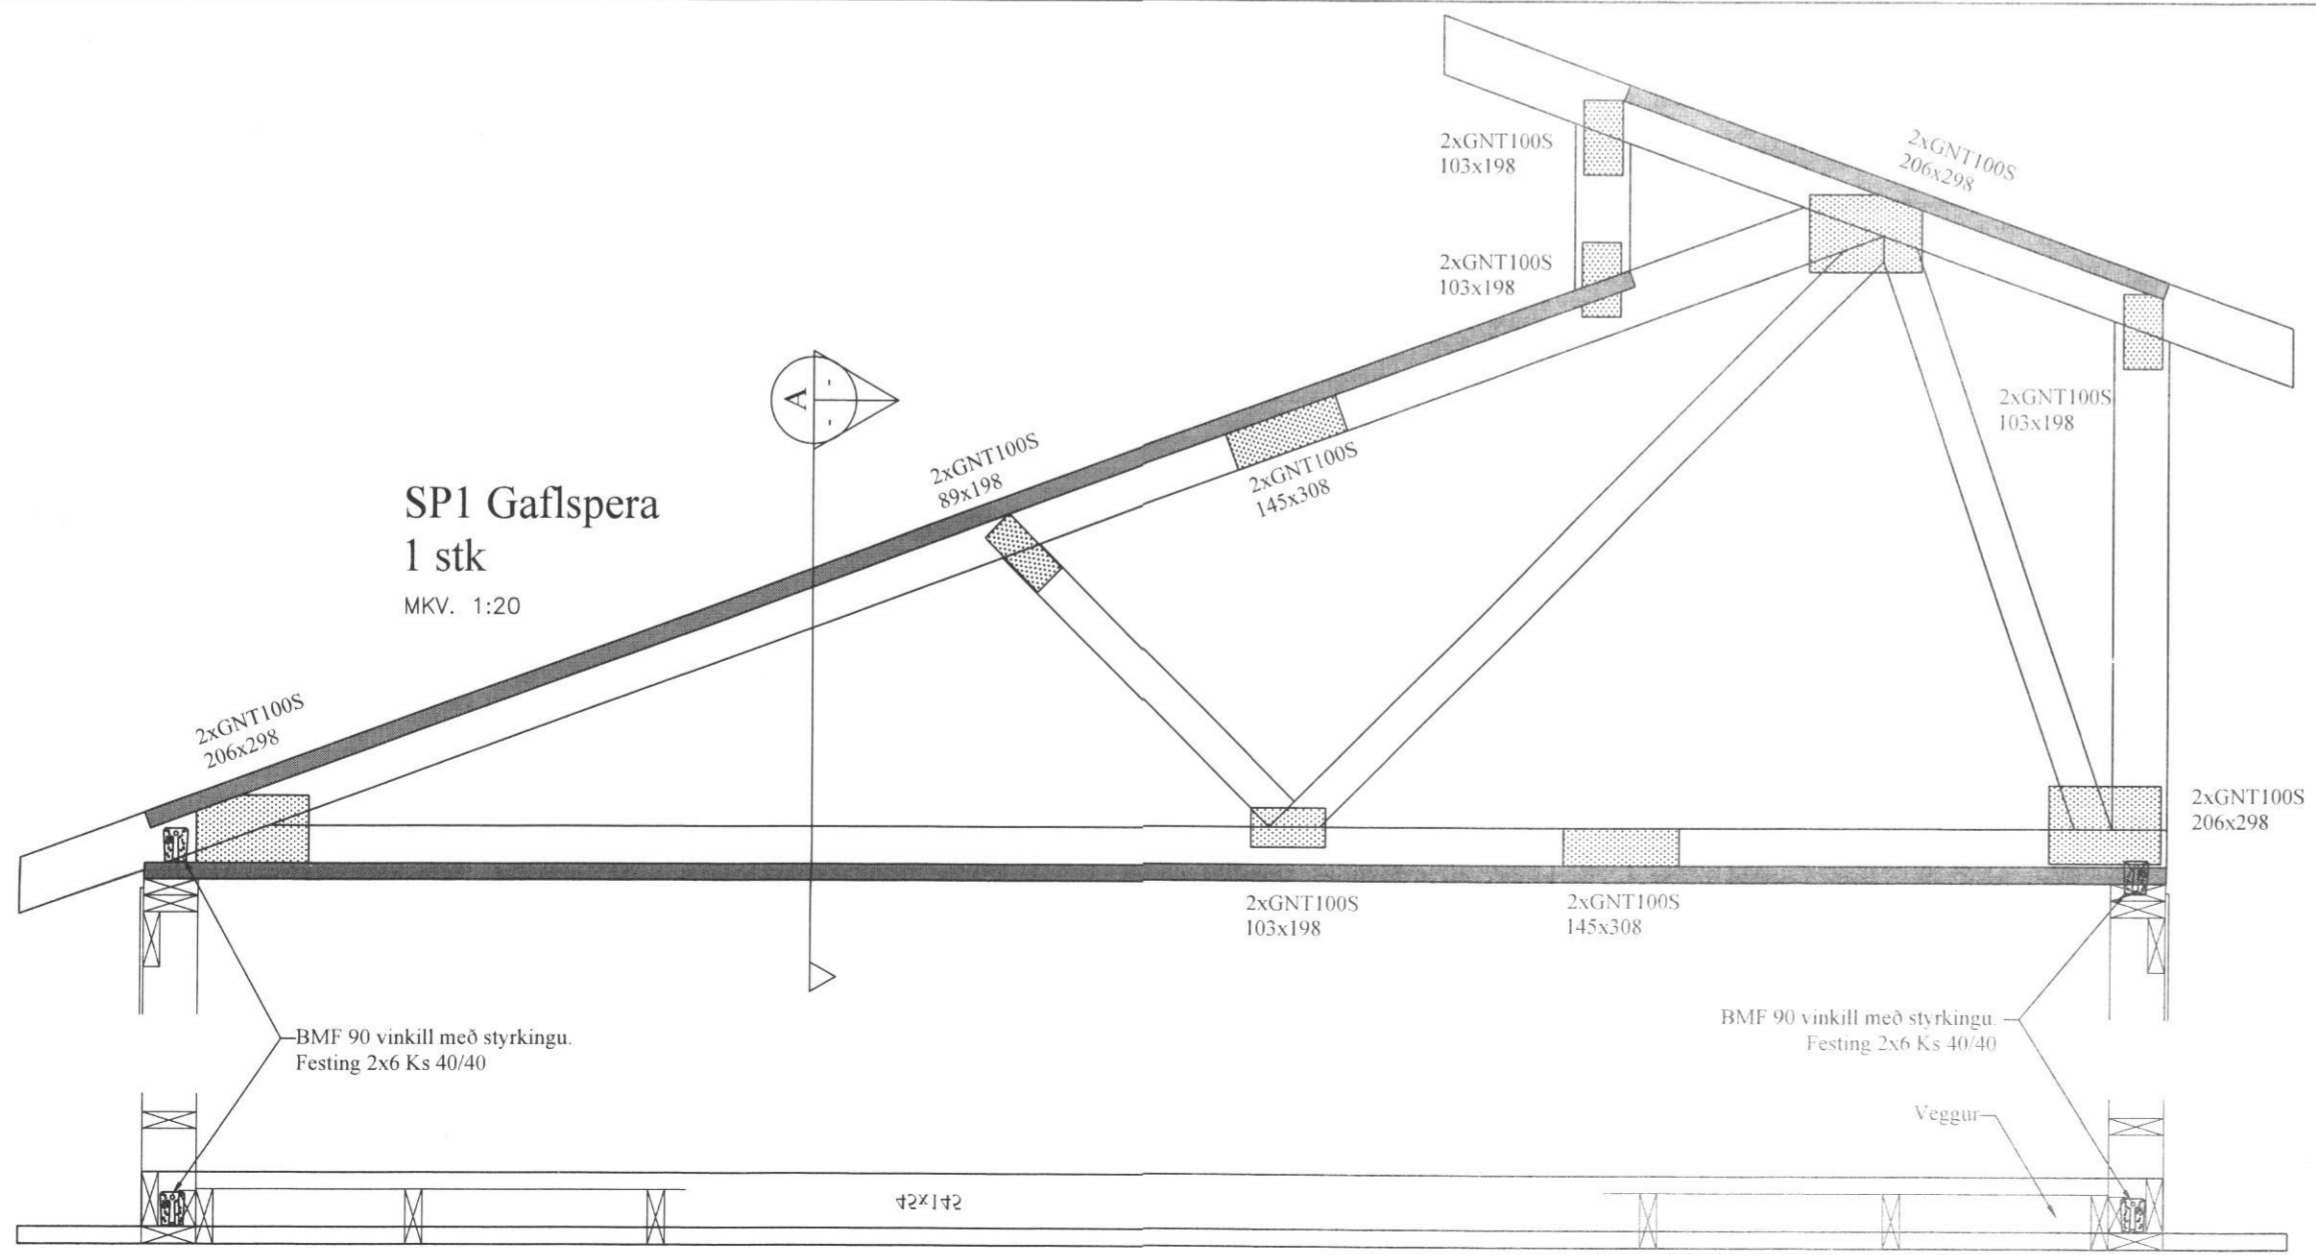 2xGNT100S
103x198
2xGNT100S
206x298
2xGNT100S
103x198
A
2xGNT100S
103x198
2xGNT100S
89x198
2xGNT100S
145x308
SP1 Gaflspera
1 stk
MKV. 1:20
2xGNT100S
206x298
2xGNT100S
206x298
2xGNT100S
103x198
2xGNT100S
145x308
BMF 90 vinkill með styrkingu.
Festing 2x6 Ks 40/40
BMF 90 vinkill með styrkingu.
Festing 2x6 Ks 40/40
Veggur
45x145